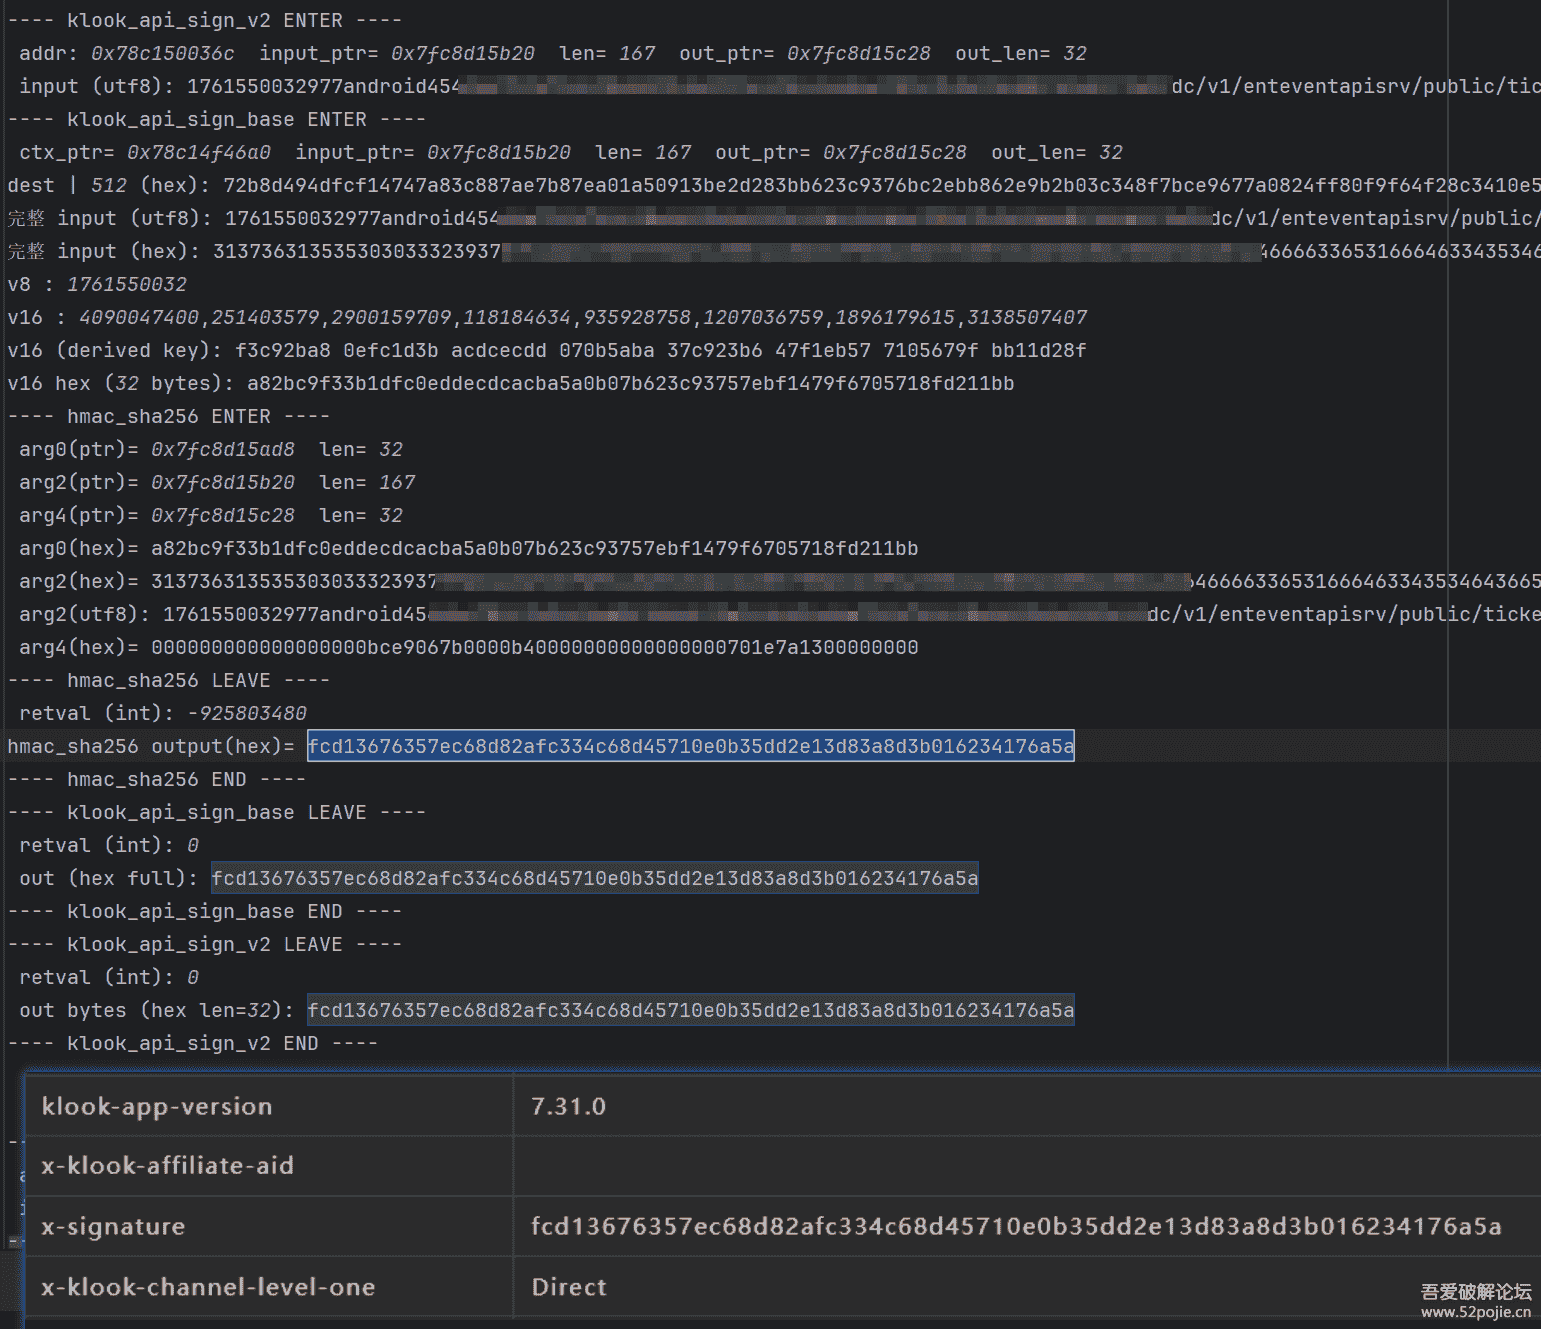 ---- klook_api_sign_v2 ENTER ----
addr: 0x78c150036c  input_ptr= 0x7fc8d15b20  len= 167  out_ptr= 0x7fc8d15c28  out_len= 32
input (utf8): 1761550032977android454 dc/v1/enteventapisrv/public/tic
---- klook_api_sign_base ENTER ----
ctx_ptr= 0x78c14f46a0  input_ptr= 0x7fc8d15b20  len= 167  out_ptr= 0x7fc8d15c28  out_len= 32
dest | 512 (hex): 72b8d494dfcf14747a83c887ae7b87ea01a50913be2d283bb623c9376bc2ebb862e9b2b03c348f7bce9677a0824ff80f9f64f28c3410e5
完整 input (utf8): 1761550032977android454 dc/v1/enteventapisrv/public/
完整 input (hex): 313736313535303033323937 466663365316664633435346
v8 : 1761550032
v16 : 4090047400,251403579,2900159709,118184634,935928758,1207036759,1896179615,3138507407
v16 (derived key): f3c92ba8 0efc1d3b acdcecdd 070b5aba 37c923b6 47f1eb57 7105679f bb11d28f
v16 hex (32 bytes): a82bc9f33b1dfc0eddecdcacba5a0b07b623c93757ebf1479f6705718fd211bb
---- hmac_sha256 ENTER ----
arg0(ptr)= 0x7fc8d15ad8  len= 32
arg2(ptr)= 0x7fc8d15b20  len= 167
arg4(ptr)= 0x7fc8d15c28  len= 32
arg0(hex)= a82bc9f33b1dfc0eddecdcacba5a0b07b623c93757ebf1479f6705718fd211bb
arg2(hex)= 313736313535303033323937 46666336531666463343534643665
arg2(utf8): 1761550032977android45 dc/v1/enteventapisrv/public/ticke
arg4(hex)= 000000000000000000bce9067b0000b40000000000000000701e7a1300000000
---- hmac_sha256 LEAVE ----
retval (int): -925803480
hmac_sha256 output(hex)= fcd13676357ec68d82afc334c68d45710e0b35dd2e13d83a8d3b016234176a5a
---- hmac_sha256 END ----
---- klook_api_sign_base LEAVE ----
retval (int): 0
out (hex full): fcd13676357ec68d82afc334c68d45710e0b35dd2e13d83a8d3b016234176a5a
---- klook_api_sign_base END ----
---- klook_api_sign_v2 LEAVE ----
retval (int): 0
out bytes (hex len=32): fcd13676357ec68d82afc334c68d45710e0b35dd2e13d83a8d3b016234176a5a
---- klook_api_sign_v2 END ----
klook-app-version 7.31.0
x-klook-affiliate-aid
x-signature fcd13676357ec68d82afc334c68d45710e0b35dd2e13d83a8d3b016234176a5a
x-klook-channel-level-one Direct
吾爱破解论坛
www.52pojie.cn